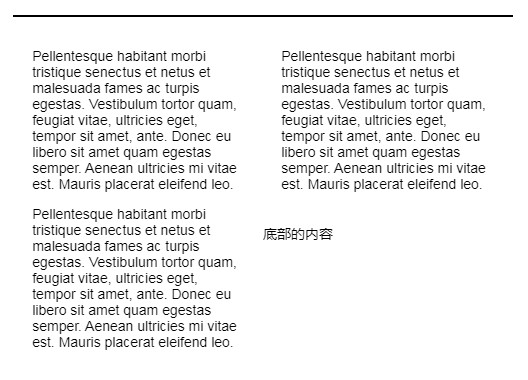 Pellentesque habitant morbi
tristique senectus et netus et
malesuada fames ac turpis
egestas. Vestibulum tortor quam,
feugiat vitae, ultricies eget,
tempor sit amet, ante. Donec eu
libero sit amet quam egestas
semper. Aenean ultricies mi vitae
est. Mauris placerat eleifend leo.
Pellentesque habitant morbi
tristique senectus et netus et
malesuada fames ac turpis
egestas. Vestibulum tortor quam,
feugiat vitae, ultricies eget,
tempor sit amet, ante. Donec eu
libero sit amet quam egestas
semper. Aenean ultricies mi vitae
est. Mauris placerat eleifend leo.
Pellentesque habitant morbi
tristique senectus et netus et
malesuada fames ac turpis
egestas. Vestibulum tortor quam,
feugiat vitae, ultricies eget,
tempor sit amet, ante. Donec eu
libero sit amet quam egestas
semper. Aenean ultricies mi vitae
est. Mauris placerat eleifend leo.
底部的内容